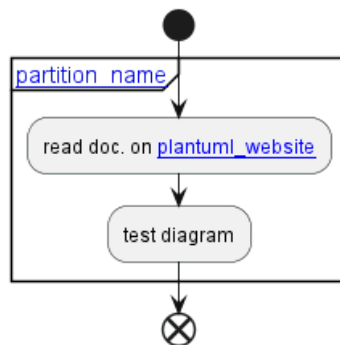 partition_name
read doc. on plantuml_website
test diagram